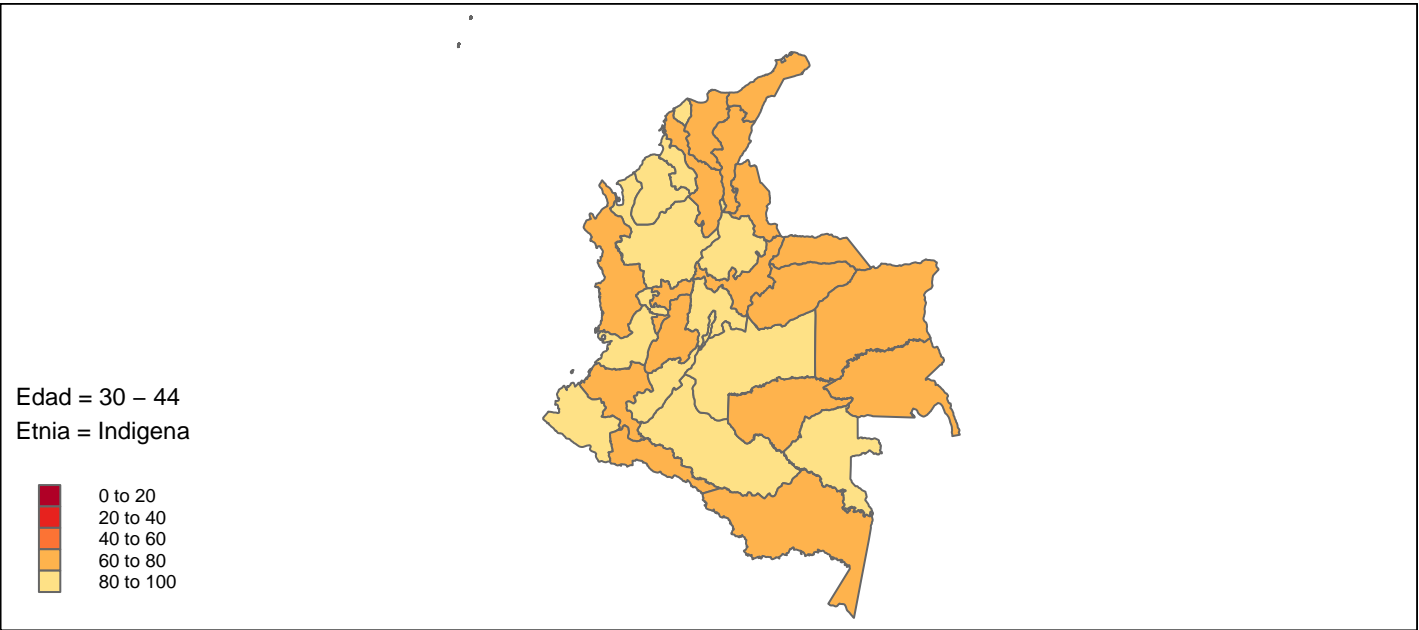 Edad = 30 – 44
Etnia = Indigena
0 to 20
20 to 40
40 to 60
60 to 80
80 to 100